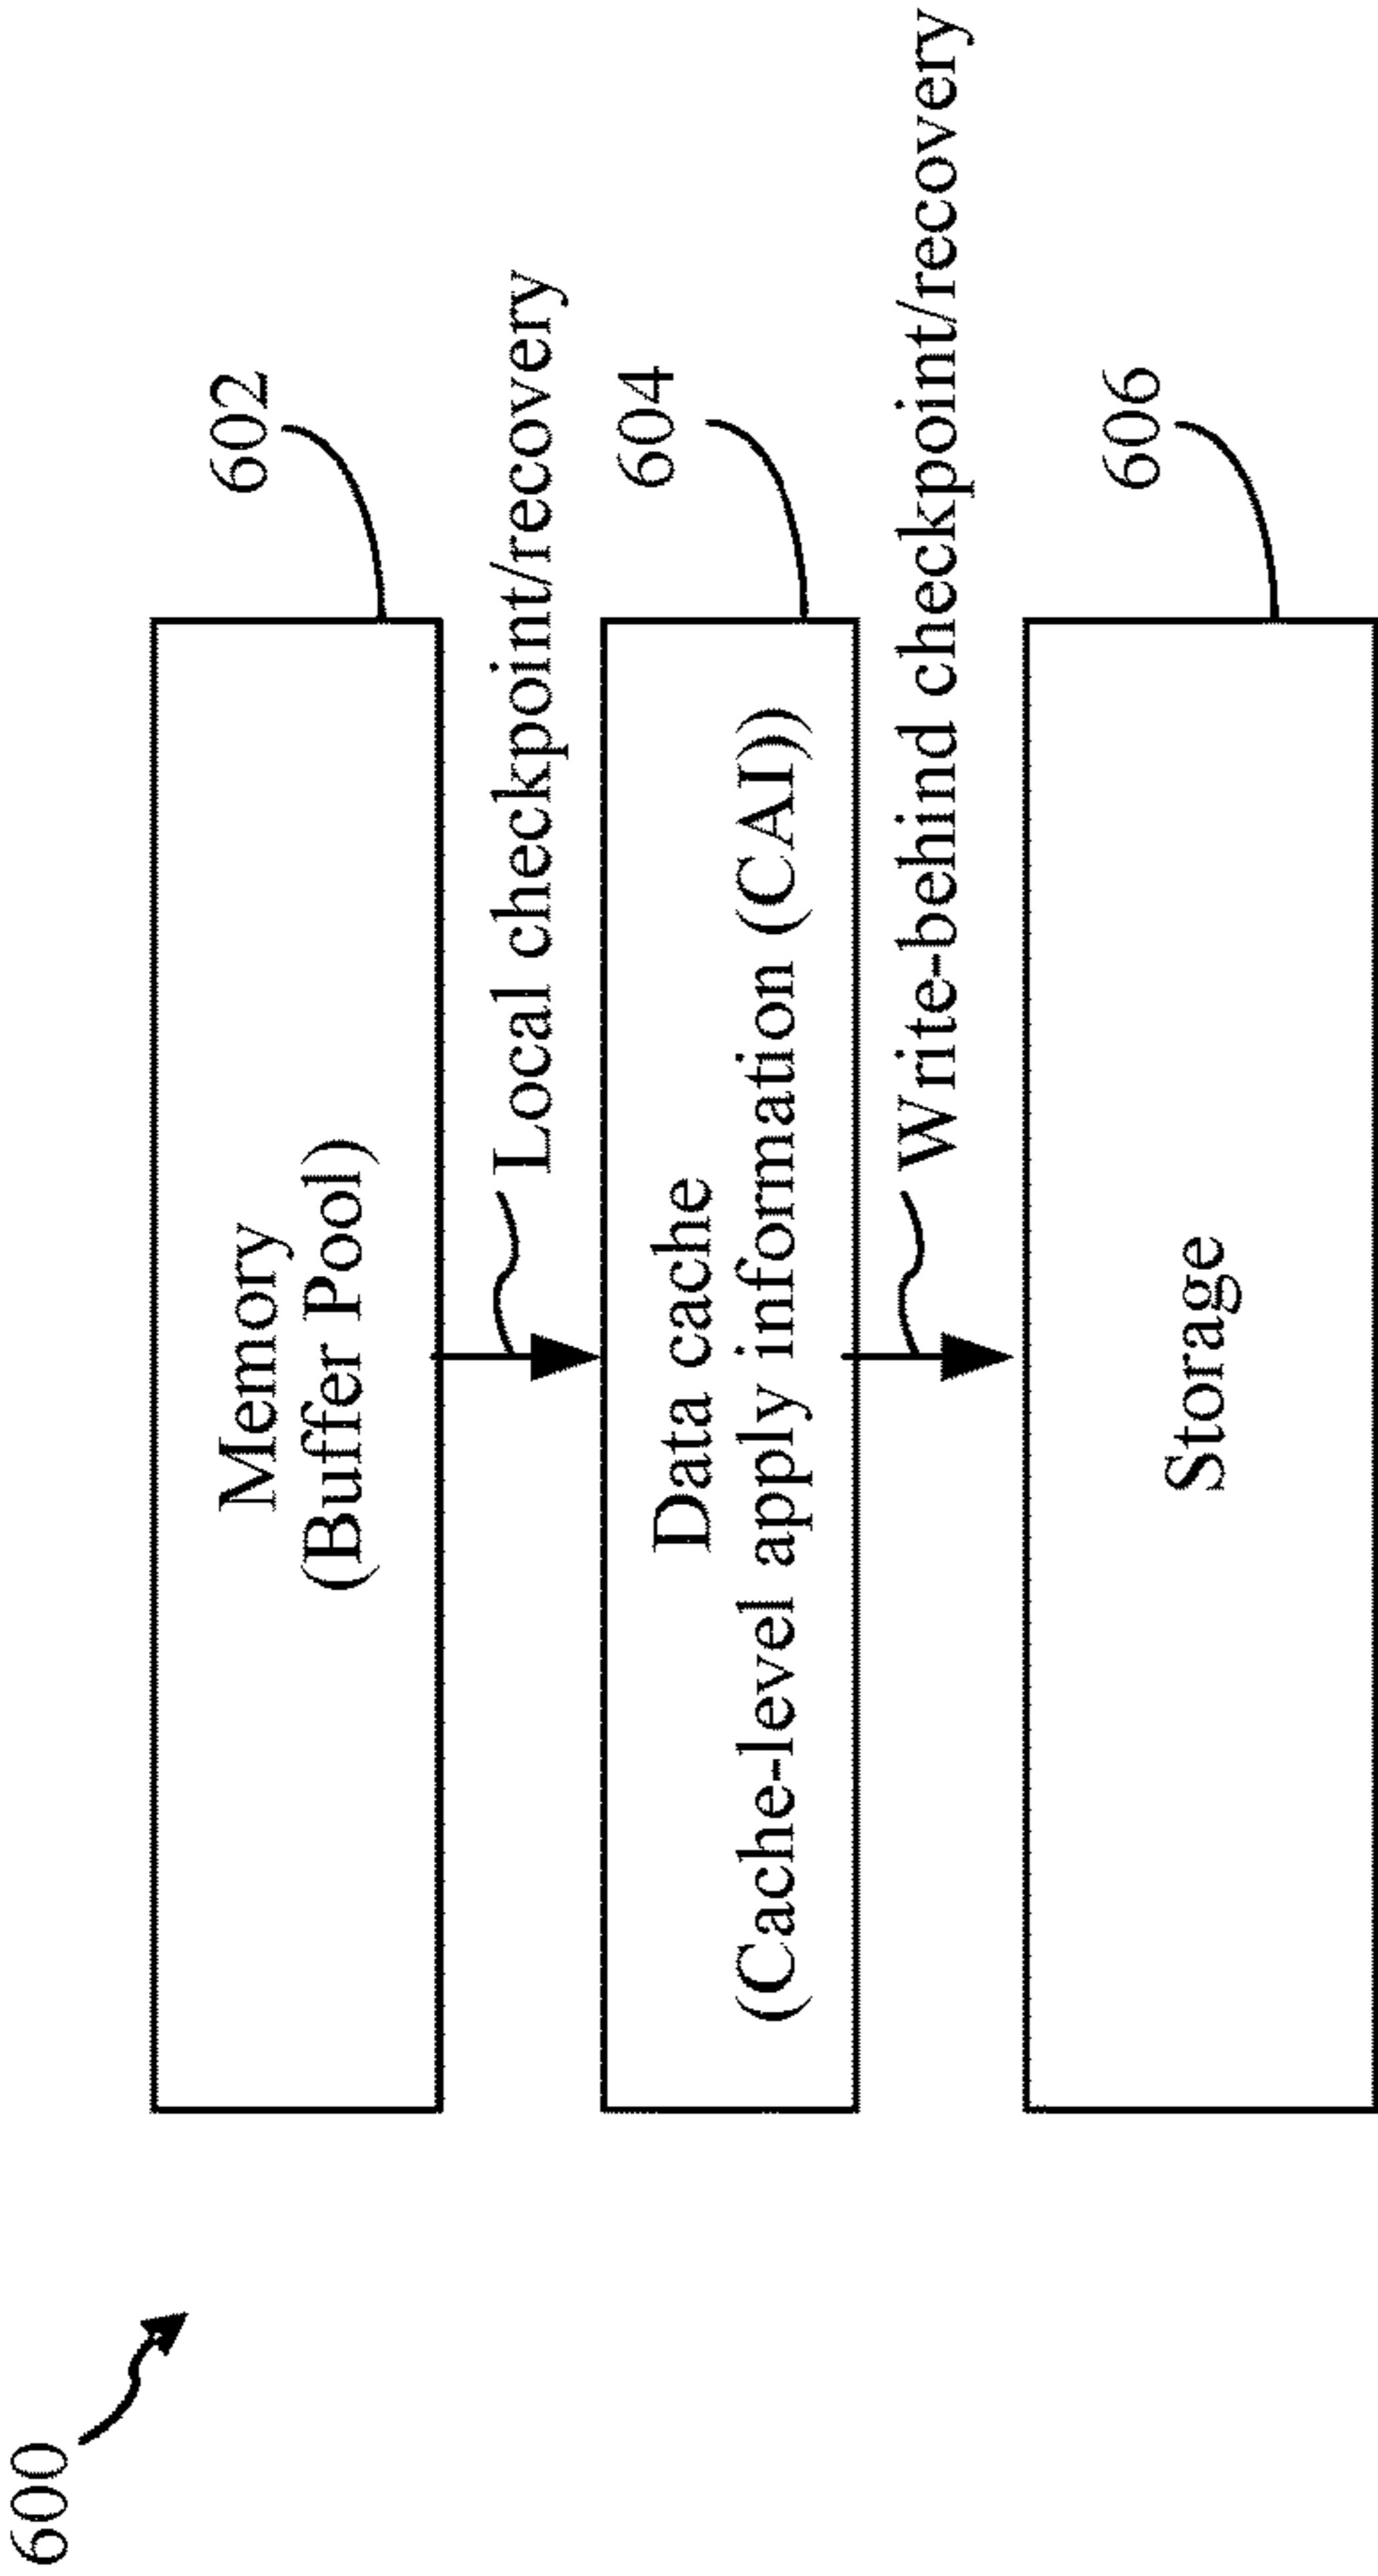 600
Memory
(Buffer Pool)
602
Local checkpoint/recovery
Data cache
(Cache-level apply information (CAI))
604
Write-behind checkpoint/recovery
Storage
606